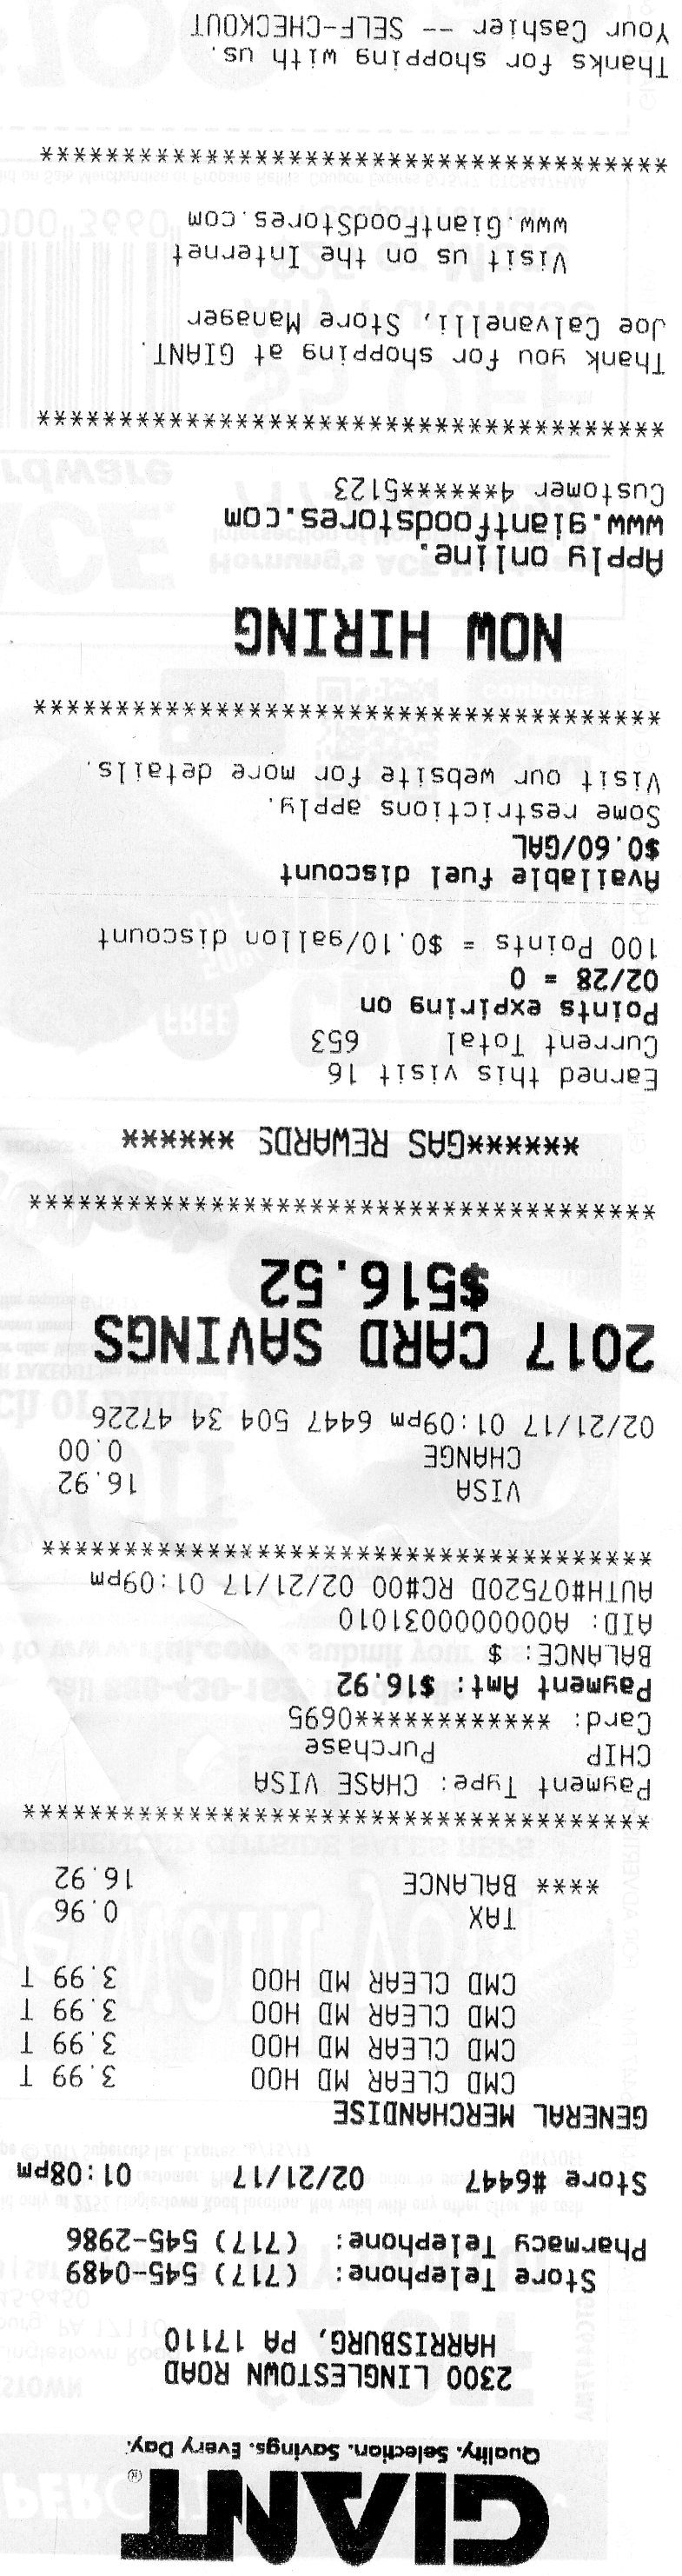 GIANT®
Quality. Selection. Savings. Every Day.
2300 LINGLESTOWN ROAD
HARRISBURG, PA 17110
Store Telephone: (717) 545-0489
Pharmacy Telephone: (717) 545-2986
Store #6447 02/21/17 01:08pm
GENERAL MERCHANDISE
CMD CLEAR MD HOO 3.99 T
CMD CLEAR MD HOO 3.99 T
CMD CLEAR MD HOO 3.99 T
CMD CLEAR MD HOO 3.99 T
TAX 0.96
**** BALANCE 16.92
******************************************
Payment Type: CHASE VISA
CHIP Purchase
Card: ************0695
Payment Amt: $16.92
BALANCE: $
AID: A0000000031010
AUTH#07520D RC#00 02/21/17 01:09pm
******************************************
VISA 16.92
CHANGE 0.00
02/21/17 01:09pm 6447 504 34 47226
2017 CARD SAVINGS
$516.52
******************************************
*******GAS REWARDS *******
Earned this visit 16
Current Total 653
Points expiring on
02/28 = 0
100 Points = $0.10/gallon discount
Available fuel discount
$0.60/GAL
Some restrictions apply.
Visit our website for more details.
******************************************
NOW HIRING
Apply online.
www.giantfoodstores.com
Customer 4*******5123
******************************************
Thank you for shopping at GIANT.
Joe Calvanelli, Store Manager
Visit us on the Internet
www.GiantFoodStores.com
******************************************
Thanks for shopping with us.
Your Cashier -- SELF-CHECKOUT